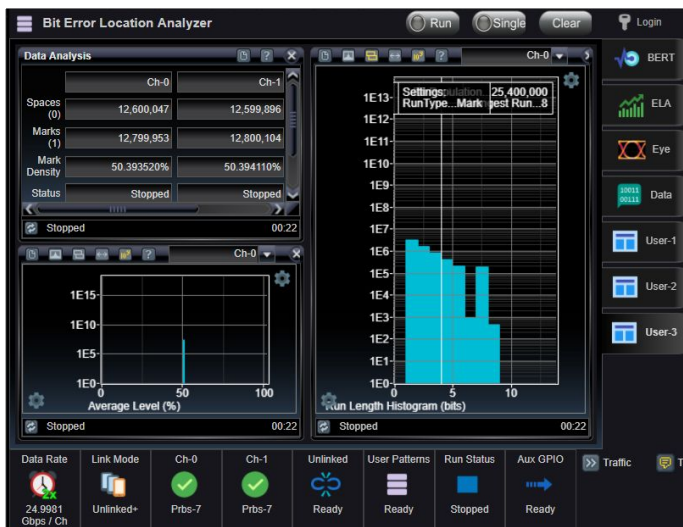 Bit Error Location Analyzer
Run
Single
Clear
Login
Data Analysis
Ch-0 Ch-1
Spaces (0) 12,600,047 12,599,896
Marks (1) 12,799,953 12,800,104
Mark Density 50.393520% 50.394110%
Status Stopped Stopped
Stopped 00:22
Ch-0
1E15
1E10
1E5
1E0
0 50 100
Average Level (%)
Stopped 00:22
Ch-0
Settings: 25,400,000
RunType...Mark gest Run...8
1E13
1E12
1E13
1E10
1E9
1E8
1E7
1E6
1E5
1E4
1E3
1E2
1E1
1E0
0 5 10
Run Length Histogram (bits)
Stopped 00:22
BERT
ELA
Eye
Data
User-1
User-2
User-3
Data Rate
2x
24.9981
Gbps / Ch
Link Mode
Unlinked+
Ch-0
Prbs-7
Ch-1
Prbs-7
Unlinked
Ready
User Patterns
Ready
Run Status
Stopped
Aux GPIO
Ready
Traffic